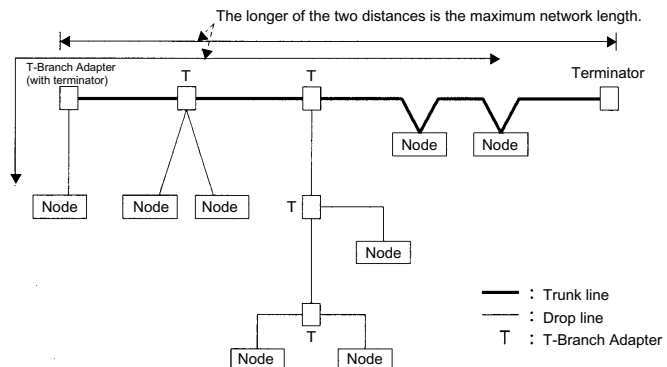 The longer of the two distances is the maximum network length.
T-Branch Adapter
(with terminator)
T
T
Terminator
Node
Node
Node
Node
Node
T
Node
T
Node
Node
: Trunk line
: Drop line
T : T-Branch Adapter